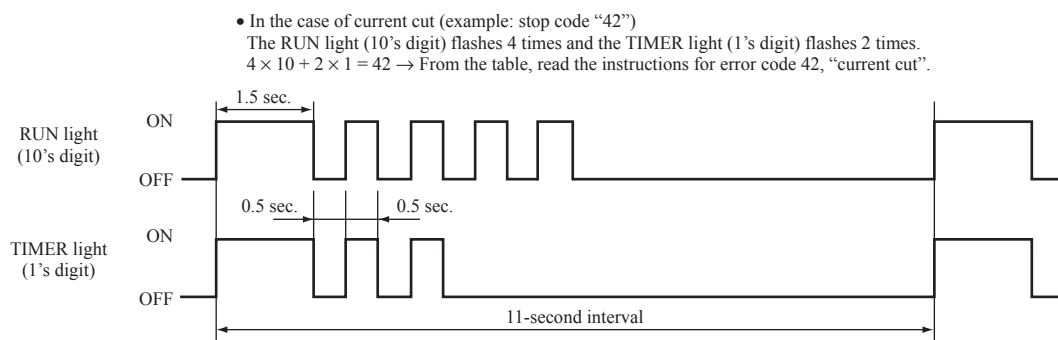 • In the case of current cut (example: stop code “42”)
The RUN light (10’s digit) flashes 4 times and the TIMER light (1’s digit) flashes 2 times.
4 × 10 + 2 × 1 = 42 → From the table, read the instructions for error code 42, “current cut”.
1.5 sec.
RUN light
(10’s digit)
ON
OFF
0.5 sec.
0.5 sec.
TIMER light
(1’s digit)
ON
OFF
11-second interval